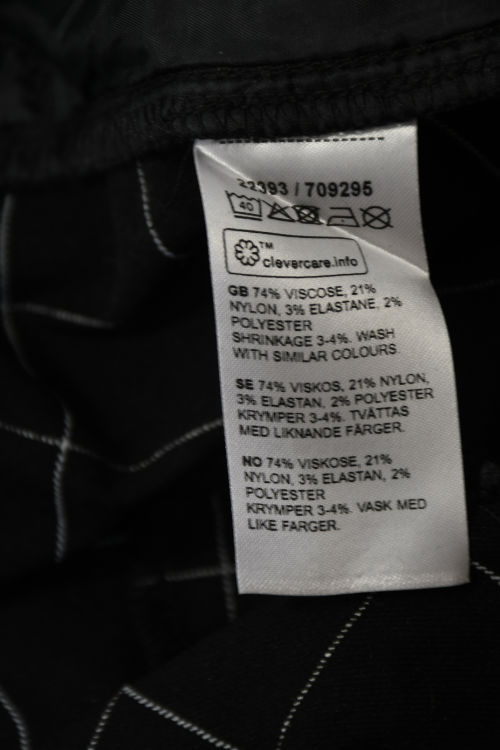 22393 / 709295
40
TM
clevercare.info
GB 74% VISCOSE, 21%
NYLON, 3% ELASTANE, 2%
POLYESTER
SHRINKAGE 3-4%. WASH
WITH SIMILAR COLOURS.
SE 74% VISKOS, 21% NYLON,
3% ELASTAN, 2% POLYESTER
KRYMPER 3-4%. TVÄTTAS
MED LIKNANDE FÄRGER.
NO 74% VISKOSE, 21%
NYLON, 3% ELASTAN, 2%
POLYESTER
KRYMPER 3-4%. VASK MED
LIKE FARGER.